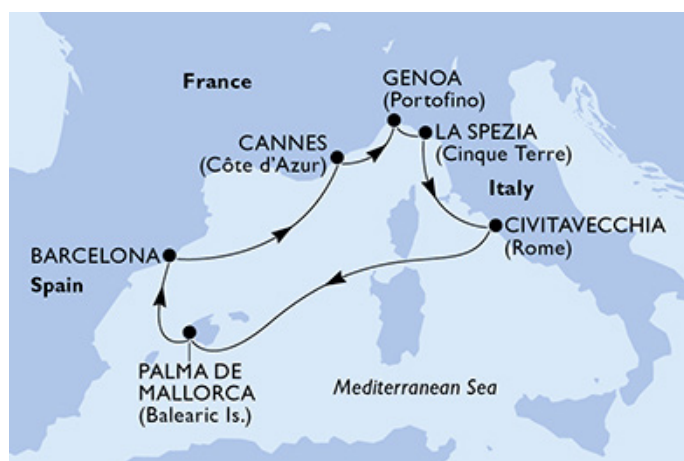 France
GENOA
(Portofino)
CANNES
(Côte d'Azur)
LA SPEZIA
(Cinque Terre)
Italy
CIVITAVECCHIA
(Rome)
BARCELONA
Spain
PALMA DE
MALLORCA
(Balearic Is.)
Mediterranean Sea